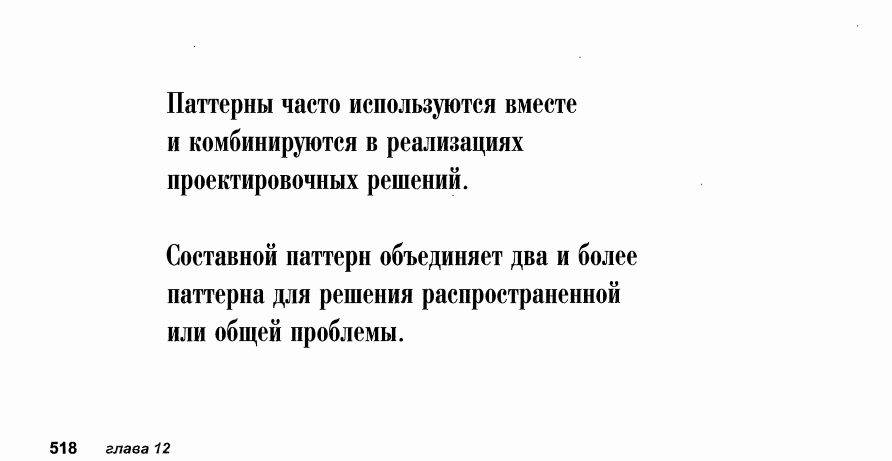 Паттерны часто используются вместе
и комбинируются в реализациях
проектировочных решений.
Составной паттерн объединяет два и более
паттерна для решения распространенной
или общей проблемы.
518 глава 12